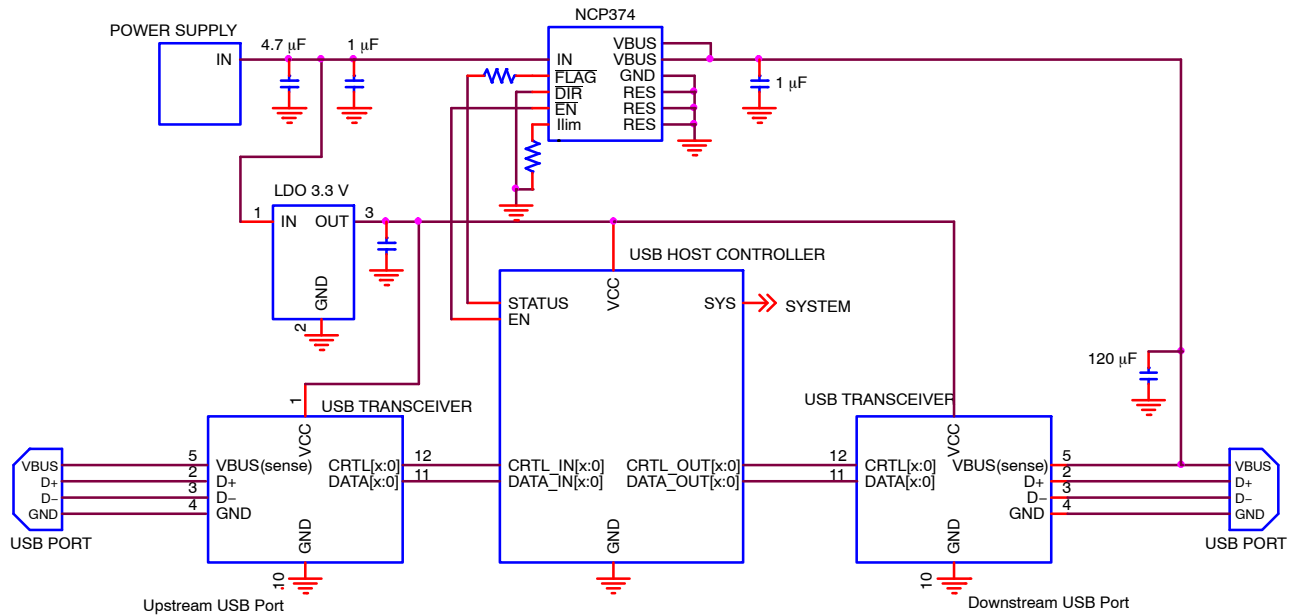 NCP374
POWER SUPPLY
IN
4.7 μF
1 μF
IN
FLAG
DIR
EN
Ilim
VBUS
VBUS
GND
RES
RES
RES
1 μF
LDO 3.3 V
1
IN
OUT
3
GND
2
USB HOST CONTROLLER
VCC
STATUS
EN
SYS
SYSTEM
120 μF
1
USB TRANSCEIVER
VCC
USB TRANSCEIVER
VCC
VBUS
D+
D−
GND
USB PORT
5
2
3
4
VBUS(sense)
D+
D−
GND
CRTL[x:0]
DATA[x:0]
12
11
CRTL_IN[x:0]
DATA_IN[x:0]
CRTL_OUT[x:0]
DATA_OUT[x:0]
12
11
CRTL[x:0]
DATA[x:0]
VBUS(sense)
D+
D−
GND
5
2
3
4
VBUS
D+
D−
GND
USB PORT
GND
10
GND
GND
10
Upstream USB Port
Downstream USB Port